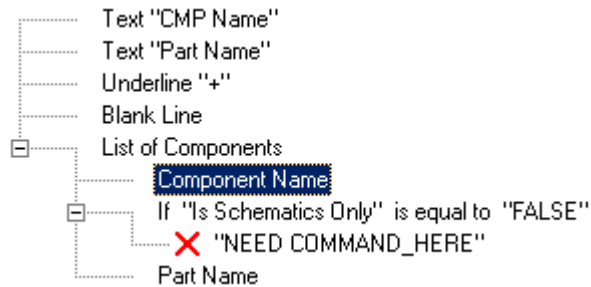 Text "CMP Name"
Text "Part Name"
Underline "+"
Blank Line
List of Components
Component Name
If "Is Schematics Only" is equal to "FALSE"
"NEED COMMAND_HERE"
Part Name